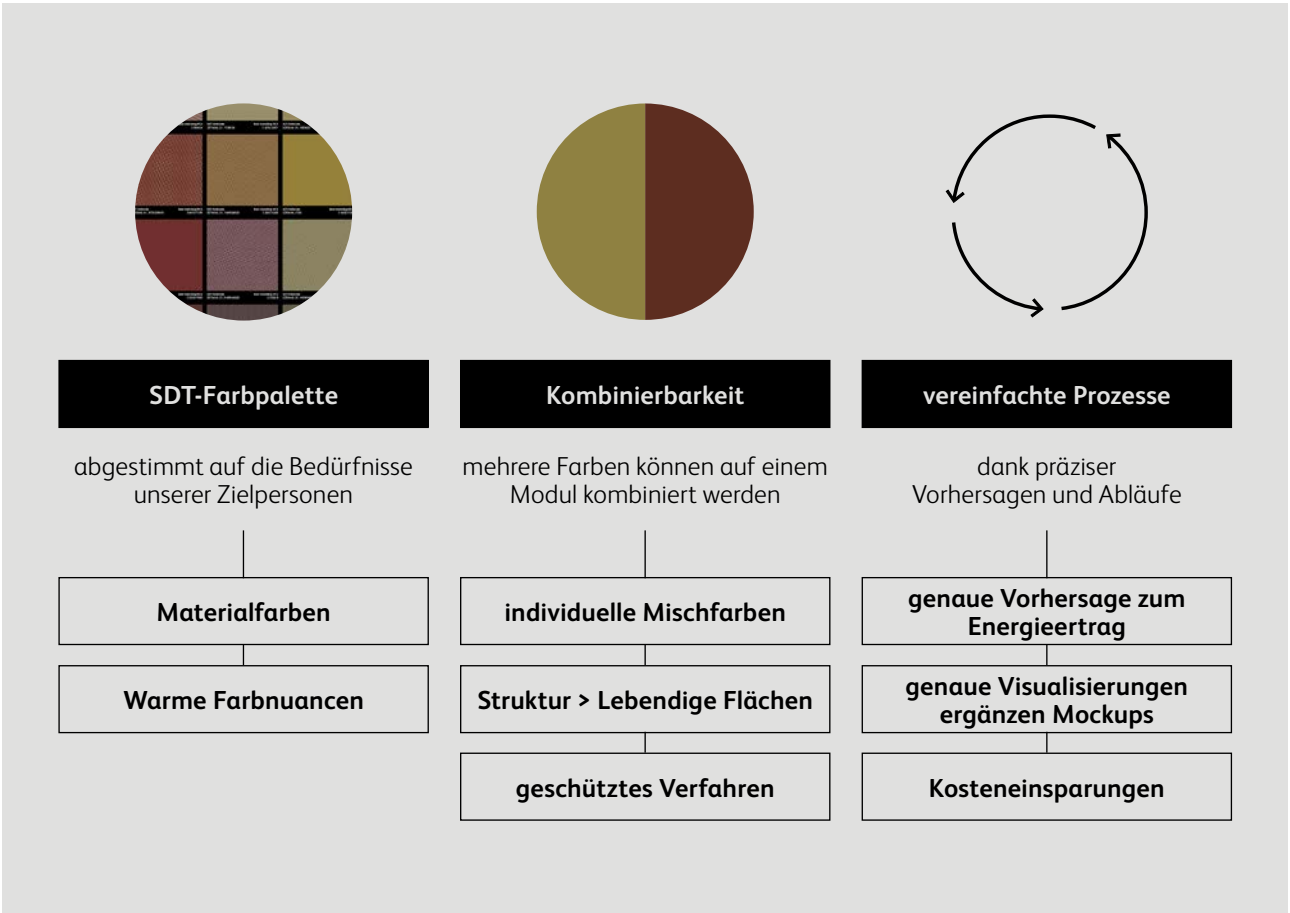 SDT-Farbpalette
abgestimmt auf die Bedürfnisse
unserer Zielpersonen
Materialfarben
Warme Farbnuancen
Kombinierbarkeit
mehrere Farben können auf einem
Modul kombiniert werden
individuelle Mischfarben
Struktur > Lebendige Flächen
geschütztes Verfahren
vereinfachte Prozesse
dank präziser
Vorhersagen und Abläufe
genaue Vorhersage zum
Energieertrag
genaue Visualisierungen
ergänzen Mockups
Kosteneinsparungen